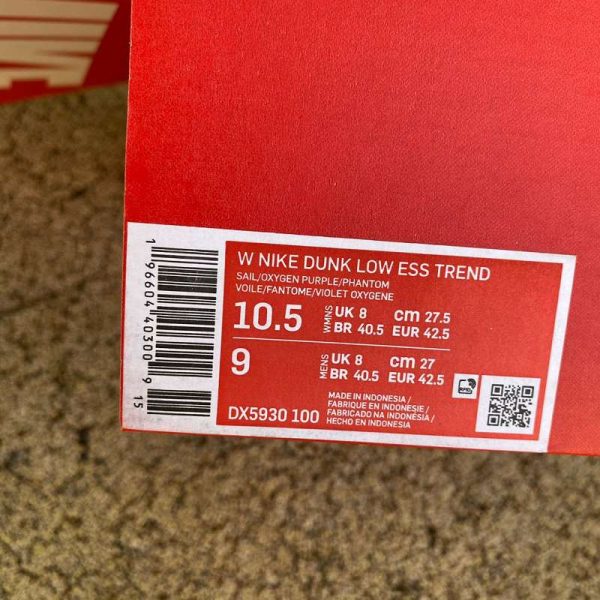 W NIKE DUNK LOW ESS TREND
SAIL/OXYGEN PURPLE/PHANTOM
VOILE/FANTOME/VIOLET OXYGENE
10.5 WMNS UK 8 cm 27.5
BR 40.5 EUR 42.5
9 MENS UK 8 cm 27
BR 40.5 EUR 42.5
DX5930 100
MADE IN INDONESIA /
FABRIQUE EN INDONESIE /
FABRICADO NA INDONÉSIA /
HECHO EN INDONESIA
1 96604 40300 9
15